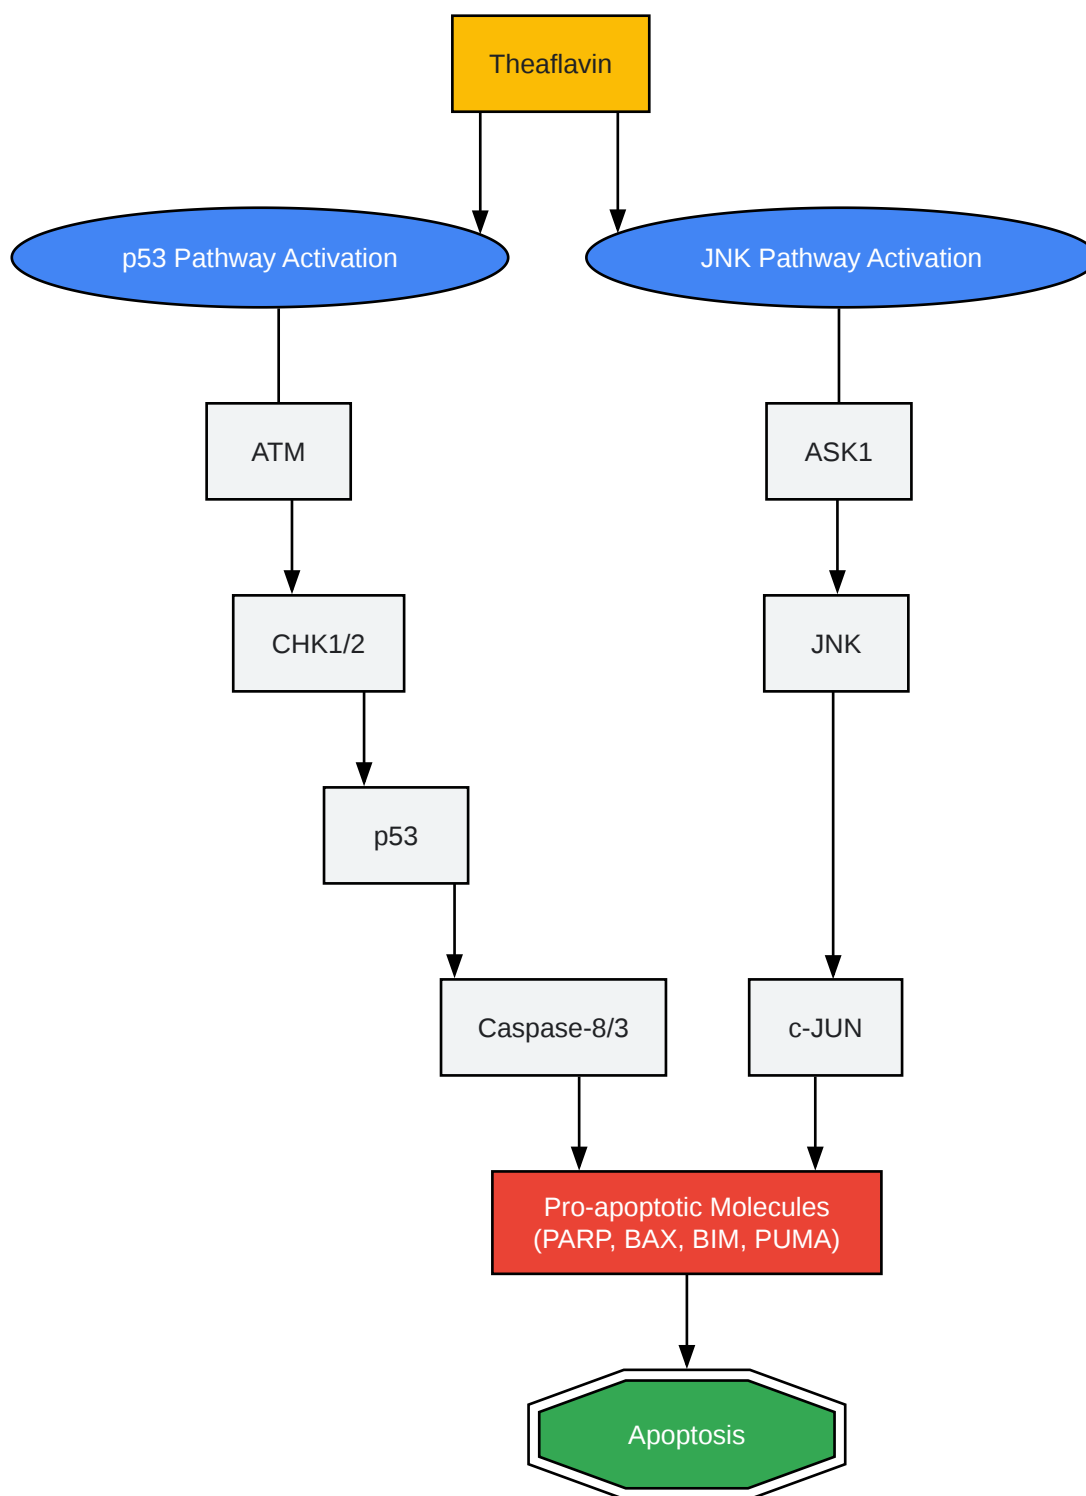 Theaflavin
p53 Pathway Activation
JNK Pathway Activation
ATM
ASK1
CHK1/2
JNK
p53
Caspase-8/3
c-JUN
Pro-apoptotic Molecules
(PARP, BAX, BIM, PUMA)
Apoptosis